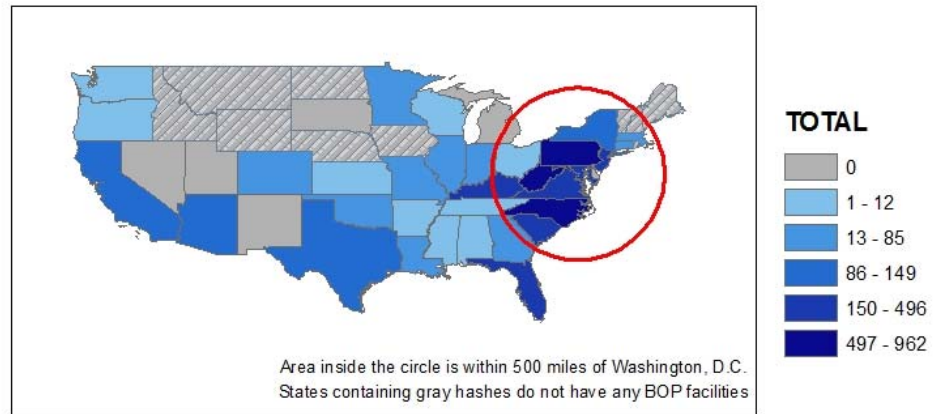 TOTAL
0
1 - 12
13 - 85
86 - 149
150 - 496
497 - 962
Area inside the circle is within 500 miles of Washington, D.C.
States containing gray hashes do not have any BOP facilities